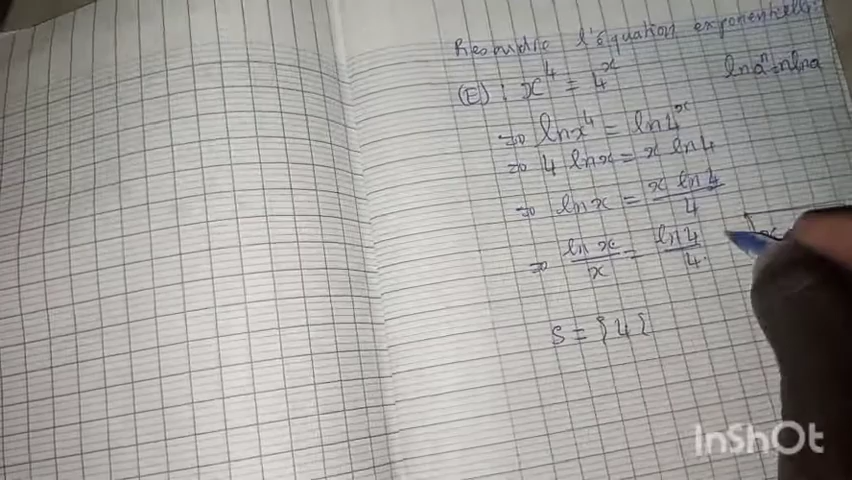 Resoudre l'équation exponentielle:
(E): x⁴ = 4ˣ
ln aⁿ = n ln a
⇒ ln x⁴ = ln 4ˣ
⇒ 4 ln x = x ln 4
⇒ ln x = x ln 4 / 4
⇒ ln x / x = ln 4 / 4.
S = {4}
InShOt